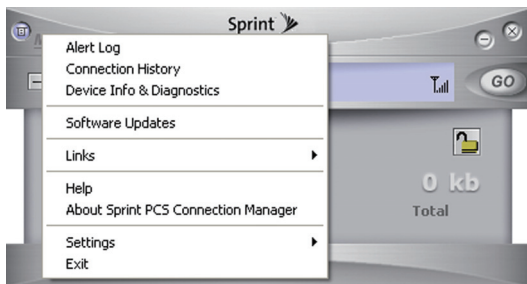 Sprint
Alert Log
Connection History
Device Info & Diagnostics
GO
Software Updates
Links
Help
0 kb
About Sprint PCS Connection Manager
Total
Settings
Exit